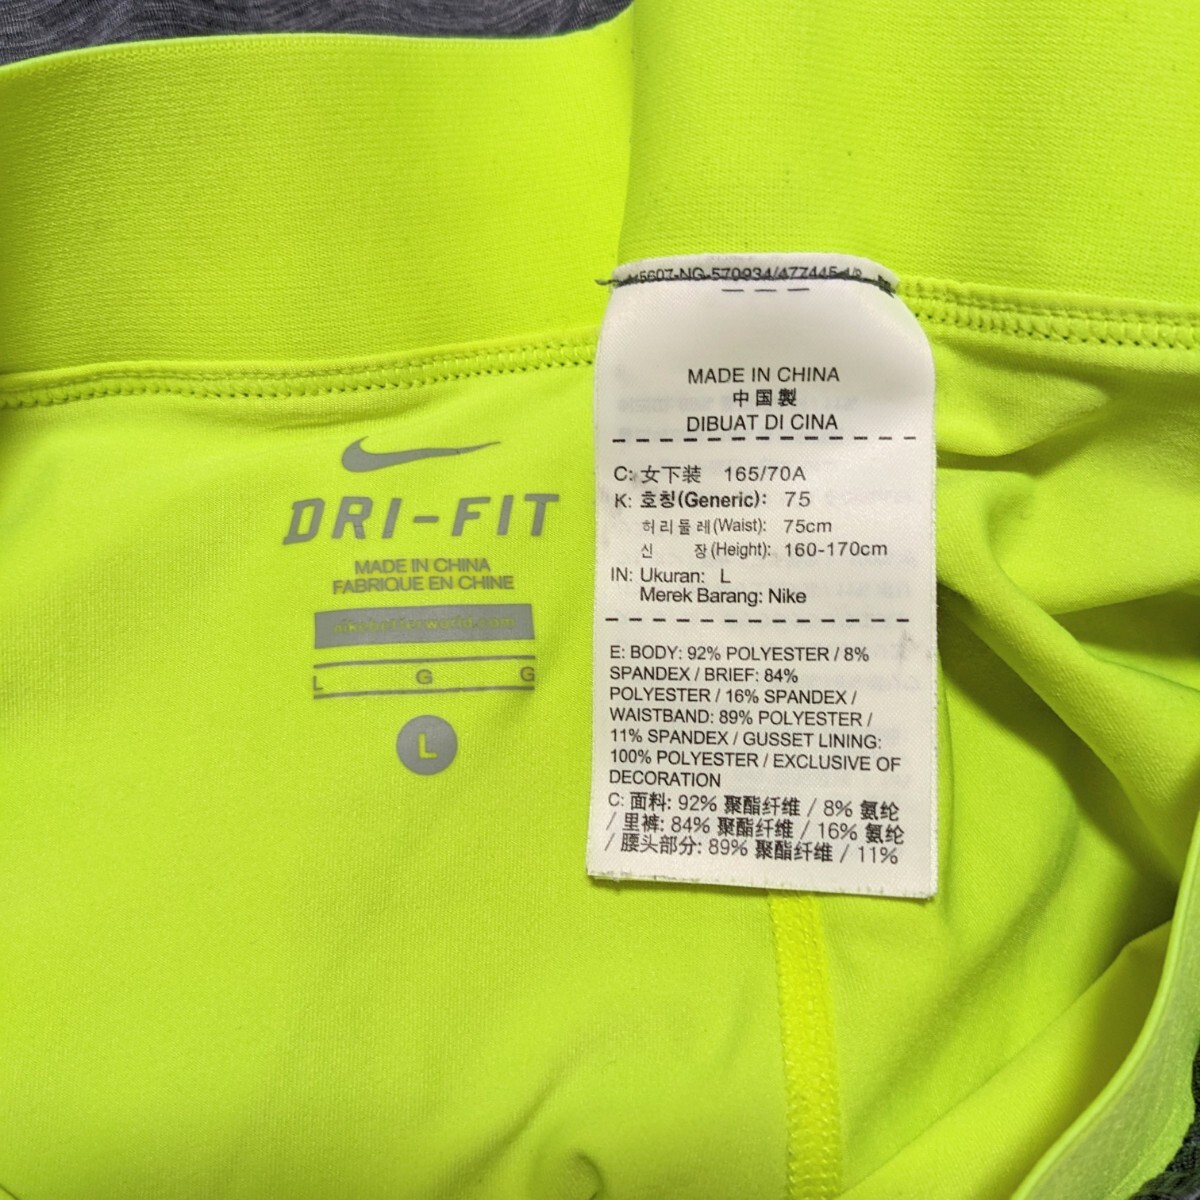 DRI-FIT
MADE IN CHINA
FABRIQUE EN CHINE
nikebetterworld.com
L G G
L
MADE IN CHINA
中国製
DIBUAT DI CINA
C: 女下装 165/70A
K: 호칭(Generic): 75
허리둘레(Waist): 75cm
신 장(Height): 160-170cm
IN: Ukuran: L
Merek Barang: Nike
E: BODY: 92% POLYESTER / 8%
SPANDEX / BRIEF: 84%
POLYESTER / 16% SPANDEX /
WAISTBAND: 89% POLYESTER /
11% SPANDEX / GUSSET LINING:
100% POLYESTER / EXCLUSIVE OF
DECORATION
C: 面料: 92% 聚酯纤维 / 8% 氨纶
/ 里裤: 84% 聚酯纤维 / 16% 氨纶
/ 腰头部分: 89% 聚酯纤维 / 11%